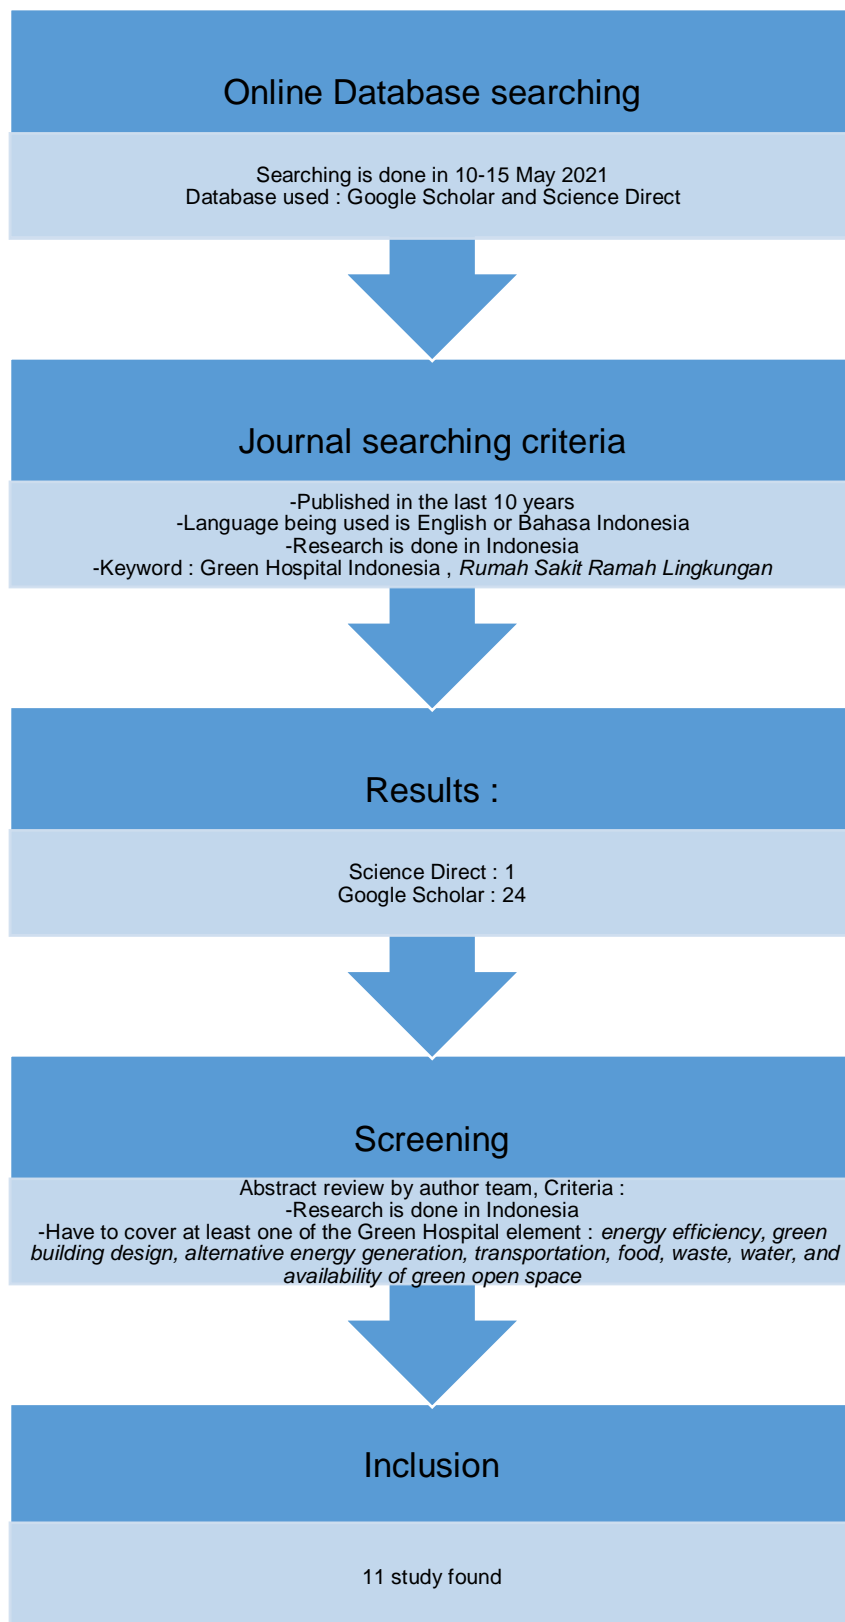 Online Database searching
Searching is done in 10-15 May 2021
Database used : Google Scholar and Science Direct
Journal searching criteria
-Published in the last 10 years
-Language being used is English or Bahasa Indonesia
-Research is done in Indonesia
-Keyword : Green Hospital Indonesia , Rumah Sakit Ramah Lingkungan
Results :
Science Direct : 1
Google Scholar : 24
Screening
Abstract review by author team, Criteria :
-Research is done in Indonesia
-Have to cover at least one of the Green Hospital element : energy efficiency, green
building design, alternative energy generation, transportation, food, waste, water, and
availability of green open space
Inclusion
11 study found